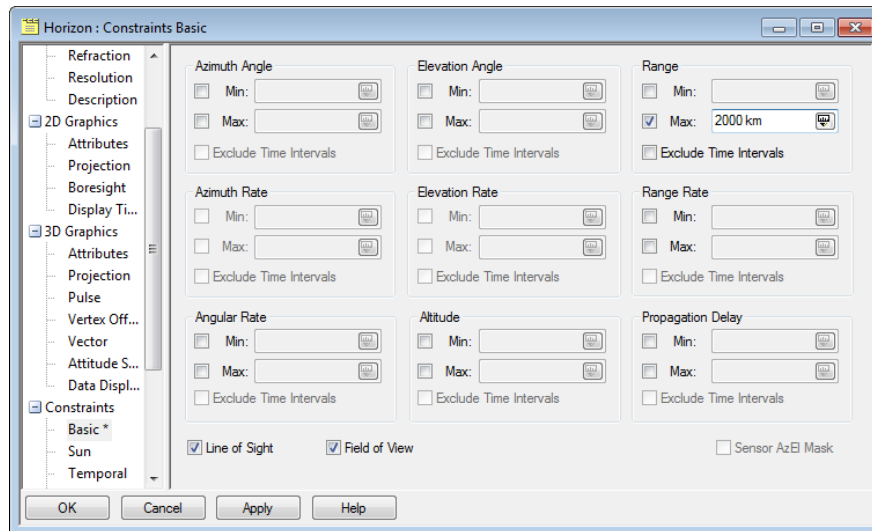 Horizon : Constraints Basic
Refraction
Resolution
Description
2D Graphics
Attributes
Projection
Boresight
Display Ti...
3D Graphics
Attributes
Projection
Pulse
Vertex Off...
Vector
Attitude S...
Data Displ...
Constraints
Basic *
Sun
Temporal
Azimuth Angle
Min:
Max:
Exclude Time Intervals
Elevation Angle
Min:
Max:
Exclude Time Intervals
Range
Min:
Max: 2000 km
Exclude Time Intervals
Azimuth Rate
Min:
Max:
Exclude Time Intervals
Elevation Rate
Min:
Max:
Exclude Time Intervals
Range Rate
Min:
Max:
Exclude Time Intervals
Angular Rate
Min:
Max:
Exclude Time Intervals
Altitude
Min:
Max:
Exclude Time Intervals
Propagation Delay
Min:
Max:
Exclude Time Intervals
Line of Sight
Field of View
Sensor AzEl Mask
OK
Cancel
Apply
Help